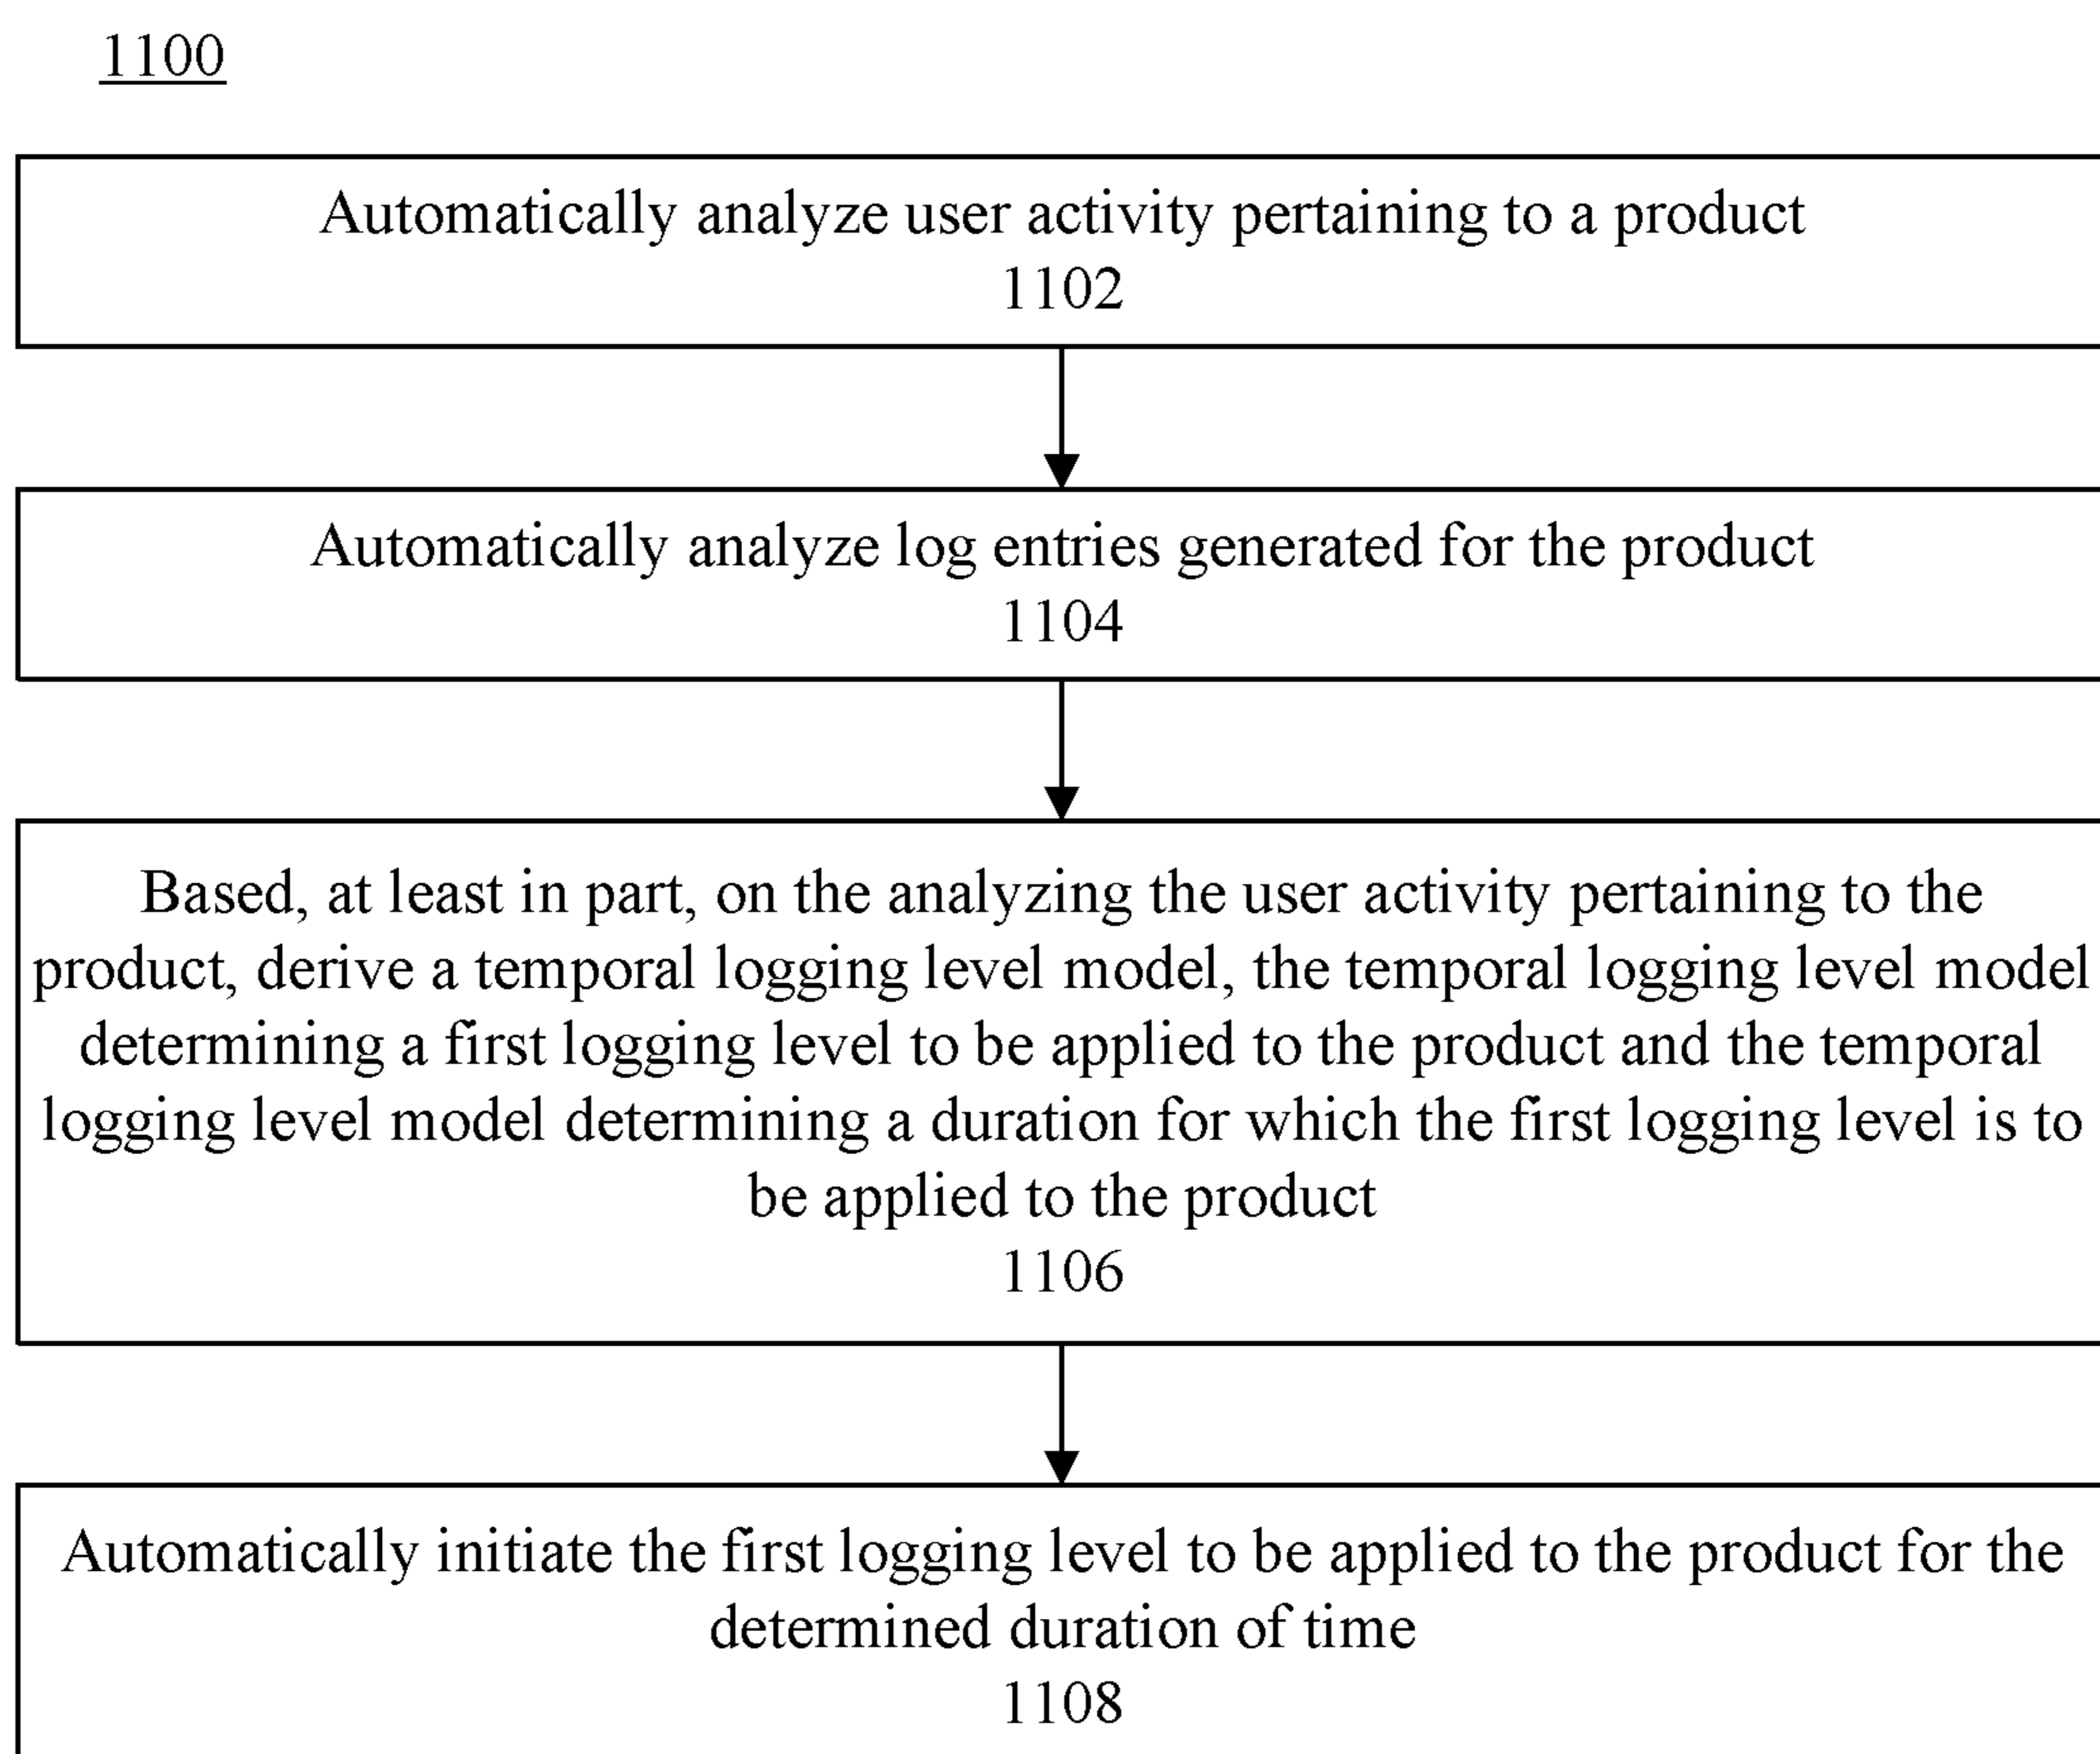 1100
Automatically analyze user activity pertaining to a product
1102
Automatically analyze log entries generated for the product
1104
Based, at least in part, on the analyzing the user activity pertaining to the
product, derive a temporal logging level model, the temporal logging level model
determining a first logging level to be applied to the product and the temporal
logging level model determining a duration for which the first logging level is to
be applied to the product
1106
Automatically initiate the first logging level to be applied to the product for the
determined duration of time
1108